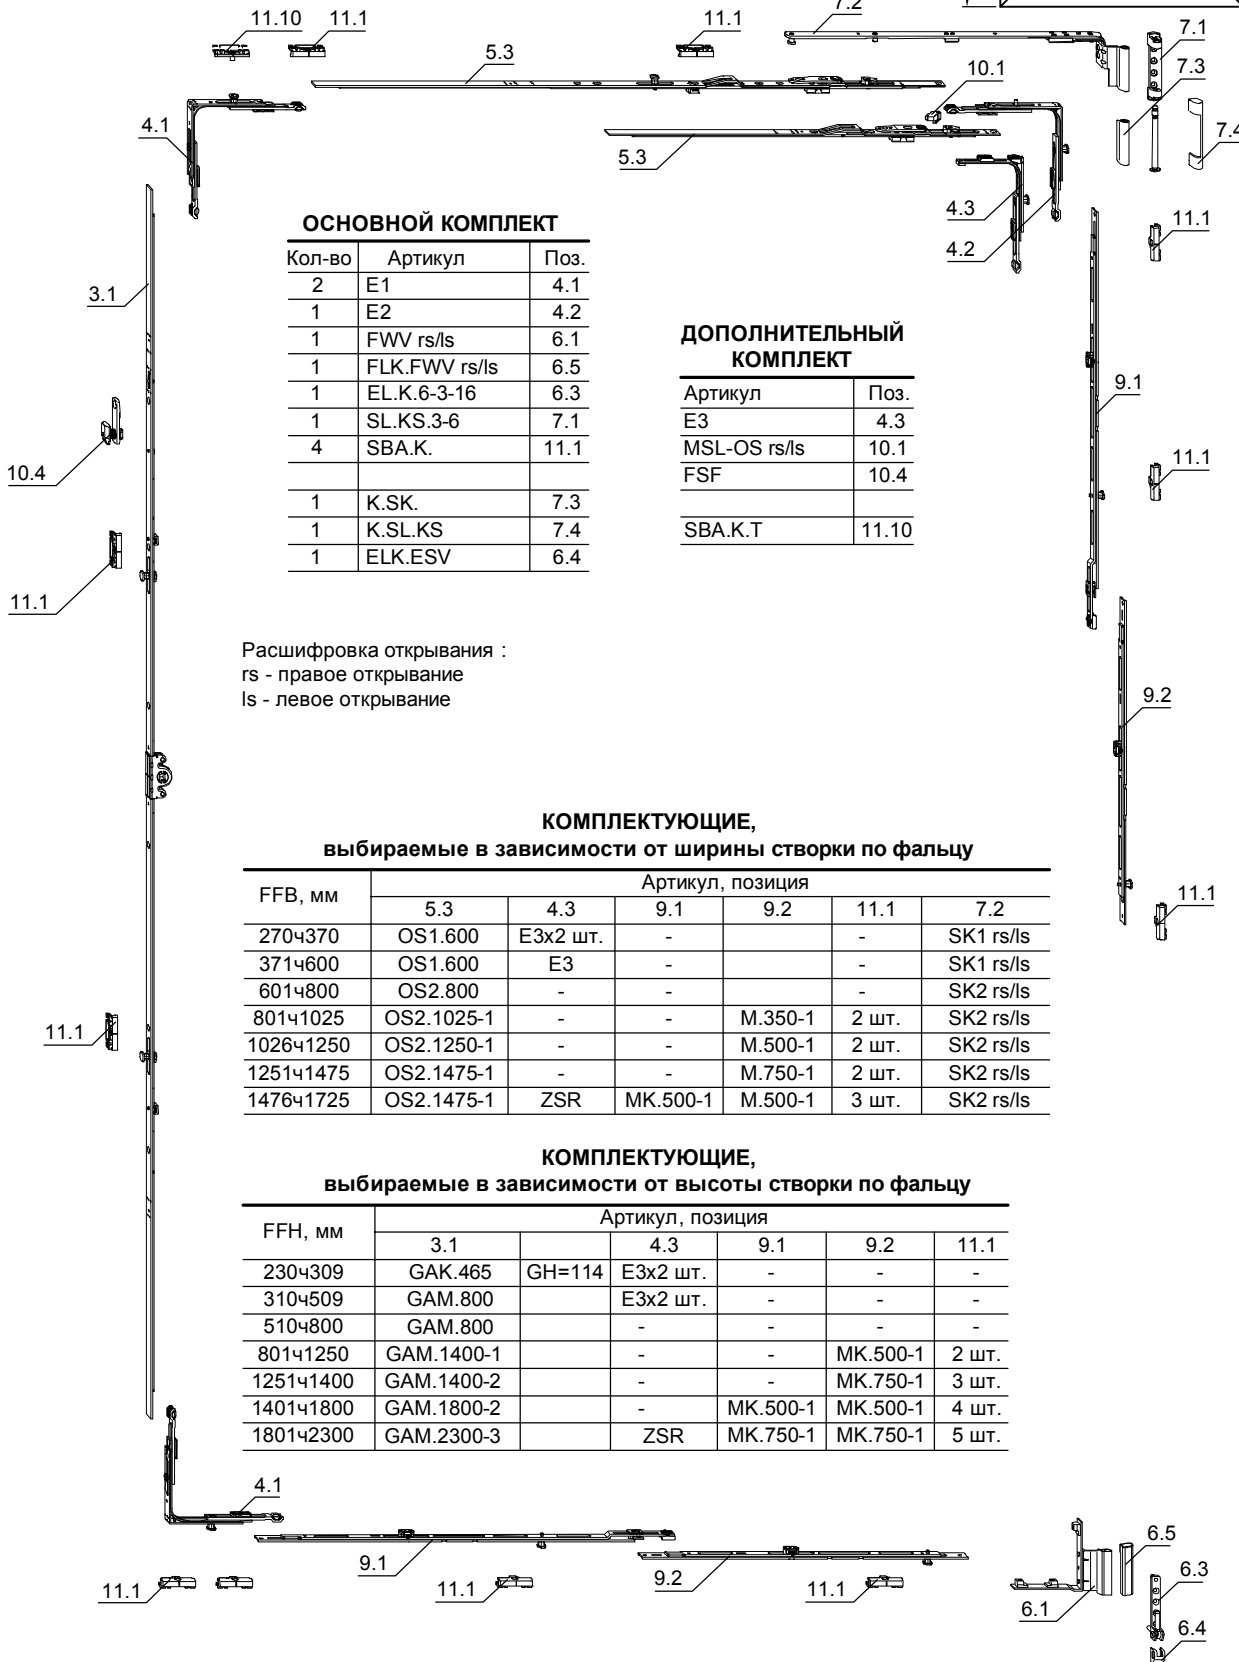 11.10
11.1
11.1
7.2
7.1
5.3
10.1
7.3
4.1
5.3
7.4
4.3
4.2
11.1
3.1
ОСНОВНОЙ КОМПЛЕКТ
Кол-во Артикул Поз.
2 E1 4.1
1 E2 4.2
1 FWV rs/ls 6.1
1 FLK.FWV rs/ls 6.5
1 EL.K.6-3-16 6.3
1 SL.KS.3-6 7.1
4 SBA.K. 11.1
1 K.SK. 7.3
1 K.SL.KS 7.4
1 ELK.ESV 6.4
ДОПОЛНИТЕЛЬНЫЙ
КОМПЛЕКТ
Артикул Поз.
E3 4.3
MSL-OS rs/ls 10.1
FSF 10.4
SBA.K.T 11.10
9.1
10.4
11.1
11.1
Расшифровка открывания :
rs - правое открывание
ls - левое открывание
9.2
КОМПЛЕКТУЮЩИЕ,
выбираемые в зависимости от ширины створки по фальцу
FFB, мм Артикул, позиция
5.3 4.3 9.1 9.2 11.1 7.2
270ч370 OS1.600 E3x2 шт. - - SK1 rs/ls
371ч600 OS1.600 E3 - - SK1 rs/ls
601ч800 OS2.800 - - - SK2 rs/ls
801ч1025 OS2.1025-1 - - M.350-1 2 шт. SK2 rs/ls
1026ч1250 OS2.1250-1 - - M.500-1 2 шт. SK2 rs/ls
1251ч1475 OS2.1475-1 - - M.750-1 2 шт. SK2 rs/ls
1476ч1725 OS2.1475-1 ZSR MK.500-1 M.500-1 3 шт. SK2 rs/ls
11.1
11.1
КОМПЛЕКТУЮЩИЕ,
выбираемые в зависимости от высоты створки по фальцу
FFH, мм Артикул, позиция
3.1 4.3 9.1 9.2 11.1
230ч309 GAK.465 GH=114 E3x2 шт. - - -
310ч509 GAM.800 E3x2 шт. - - -
510ч800 GAM.800 - - - -
801ч1250 GAM.1400-1 - - MK.500-1 2 шт.
1251ч1400 GAM.1400-2 - - MK.750-1 3 шт.
1401ч1800 GAM.1800-2 - MK.500-1 MK.500-1 4 шт.
1801ч2300 GAM.2300-3 ZSR MK.750-1 MK.750-1 5 шт.
4.1
9.1
9.2
11.1
11.1
11.1
6.1
6.5
6.3
6.4